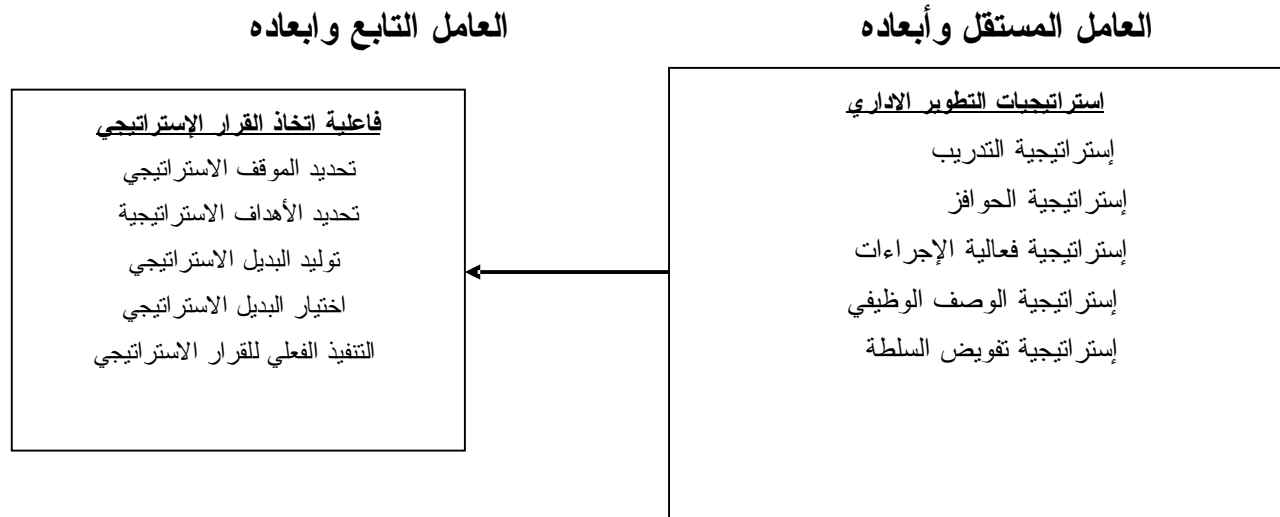 العامل المستقل وأبعاده
العامل التابع وابعاده
استراتيجيات التطوير الاداري
إستراتيجية التدريب
إستراتيجية الحوافز
إستراتيجية فعالية الإجراءات
إستراتيجية الوصف الوظيفي
إستراتيجية تفويض السلطة
فاعلية اتخاذ القرار الإستراتيجي
تحديد الموقف الاستراتيجي
تحديد الأهداف الاستراتيجية
توليد البديل الاستراتيجي
اختيار البديل الاستراتيجي
التنفيذ الفعلي للقرار الاستراتيجي